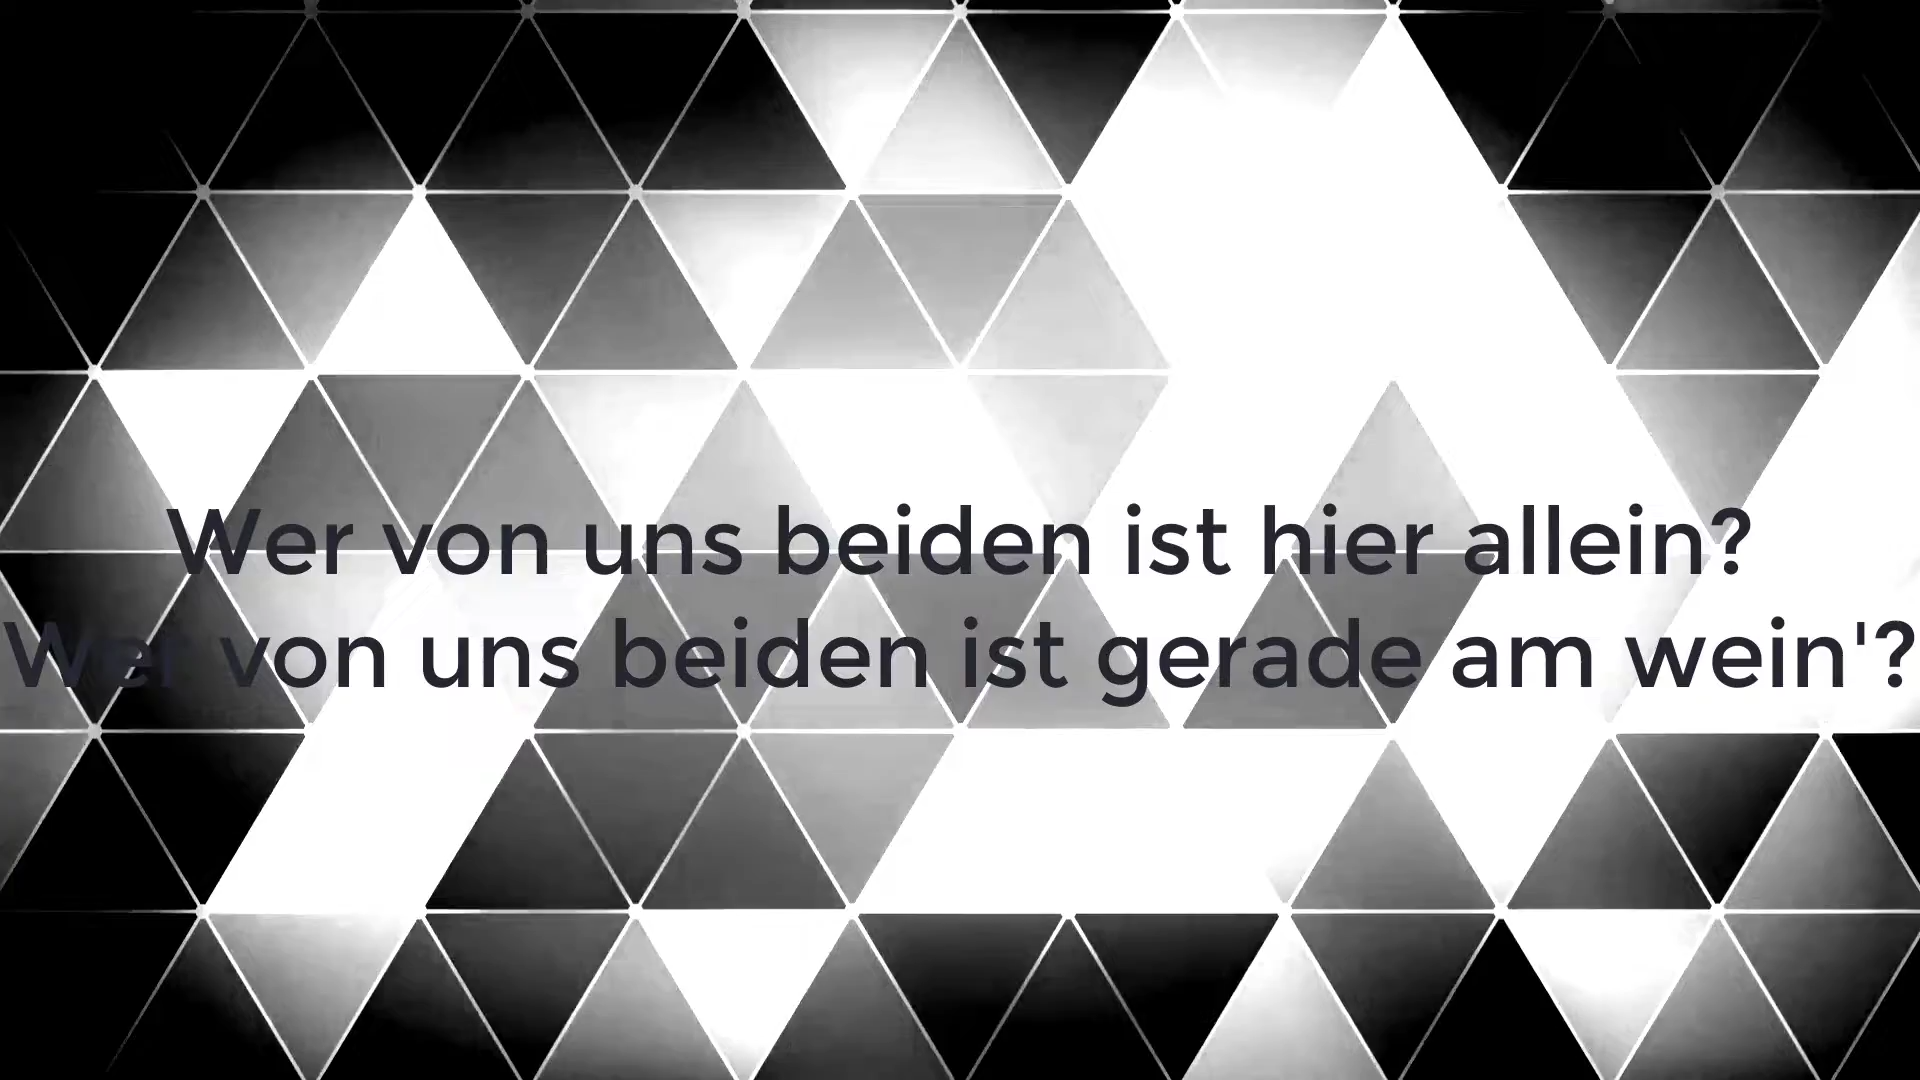 Wer von uns beiden ist hier allein?
Wer von uns beiden ist gerade am wein'?